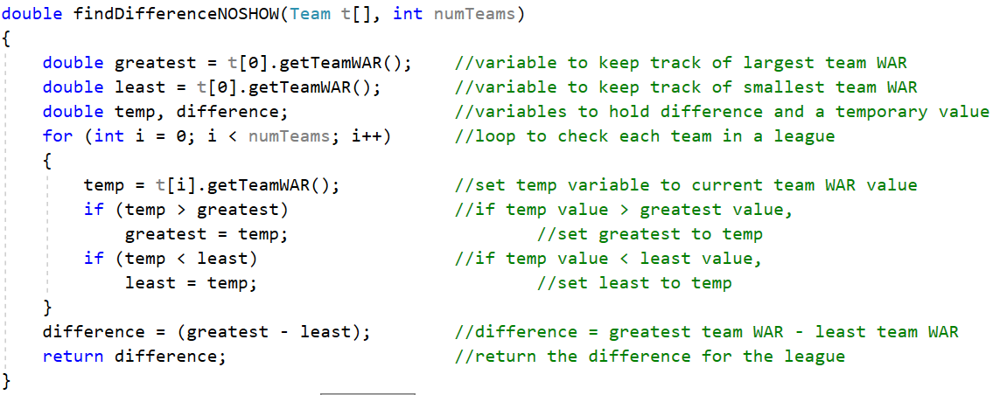 double findDifferenceNOSHOW(Team t[], int numTeams)
{
    double greatest = t[0].getTeamWAR();    //variable to keep track of largest team WAR
    double least = t[0].getTeamWAR();       //variable to keep track of smallest team WAR
    double temp, difference;                //variables to hold difference and a temporary value
    for (int i = 0; i < numTeams; i++)      //loop to check each team in a league
    {
        temp = t[i].getTeamWAR();           //set temp variable to current team WAR value
        if (temp > greatest)                //if temp value > greatest value,
            greatest = temp;                        //set greatest to temp
        if (temp < least)                   //if temp value < least value,
            least = temp;                           //set least to temp
    }
    difference = (greatest - least);        //difference = greatest team WAR - least team WAR
    return difference;                      //return the difference for the league
}